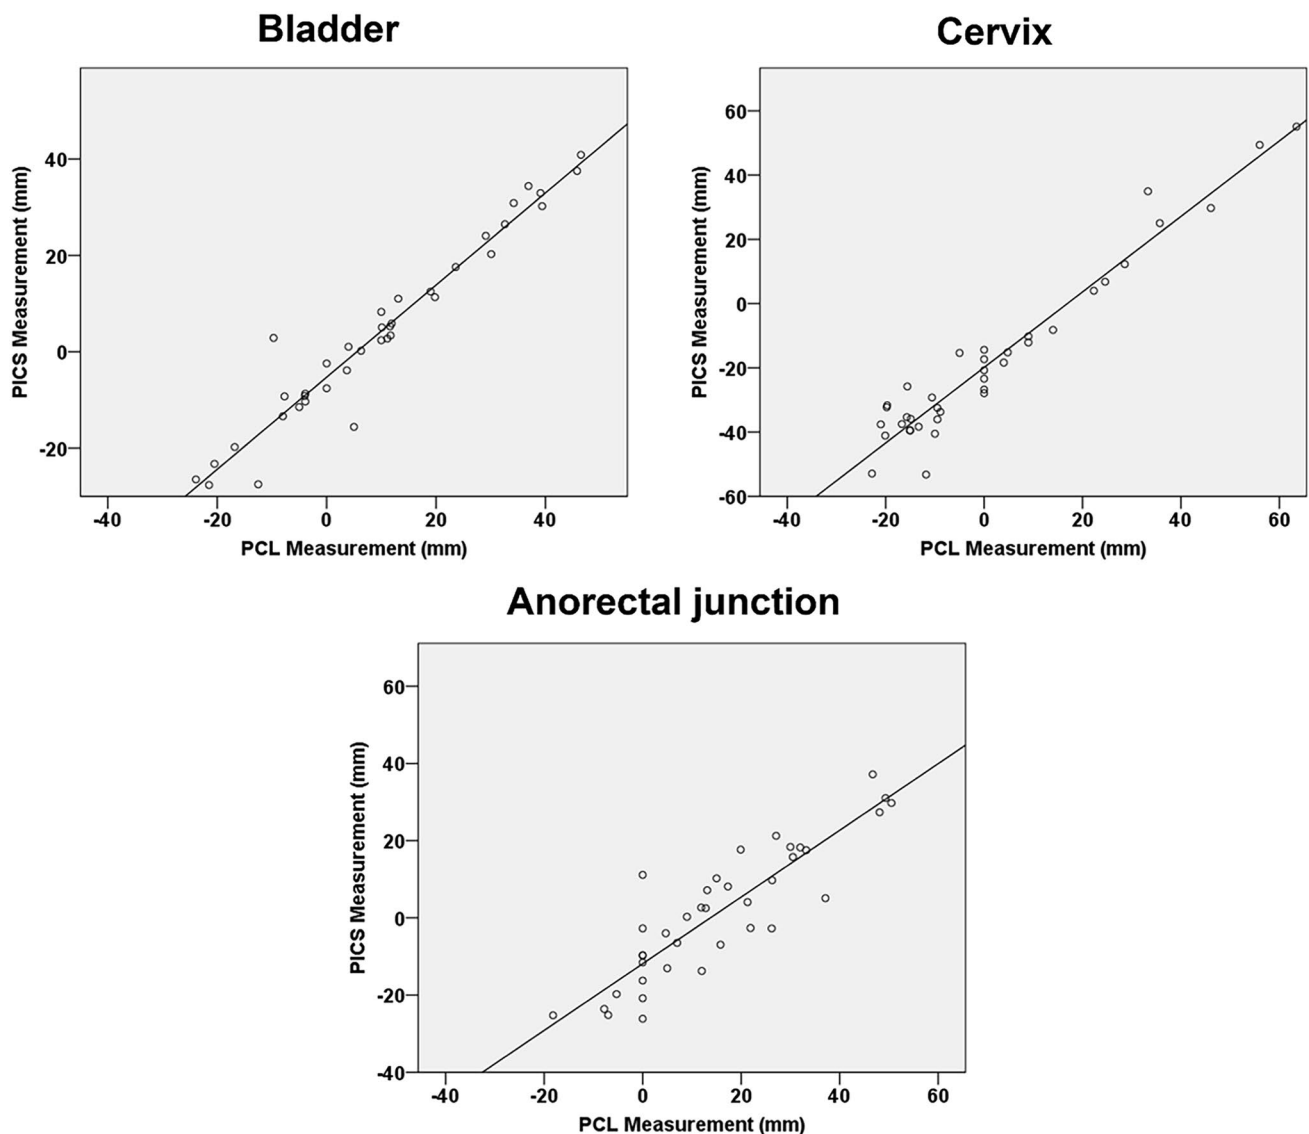 Bladder
PICS Measurement (mm)
40
20
0
-20
-40 -20 0 20 40
PCL Measurement (mm)
Cervix
PICS Measurement (mm)
60
40
20
0
-20
-40
-60
-40 -20 0 20 40 60
PCL Measurement (mm)
Anorectal junction
PICS Measurement (mm)
60
40
20
0
-20
-40
-40 -20 0 20 40 60
PCL Measurement (mm)